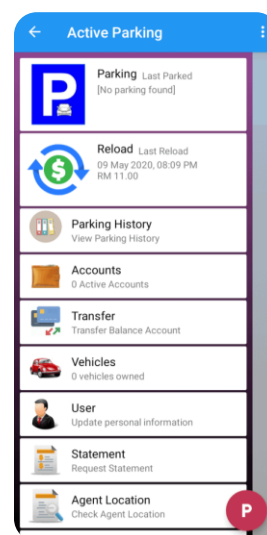 Active Parking
P
Parking Last Parked
[No parking found]
$
Reload Last Reload
09 May 2020, 08:09 PM
RM 11.00
Parking History
View Parking History
Accounts
0 Active Accounts
Transfer
Transfer Balance Account
Vehicles
0 vehicles owned
User
Update personal information
Statement
Request Statement
Agent Location
Check Agent Location
P